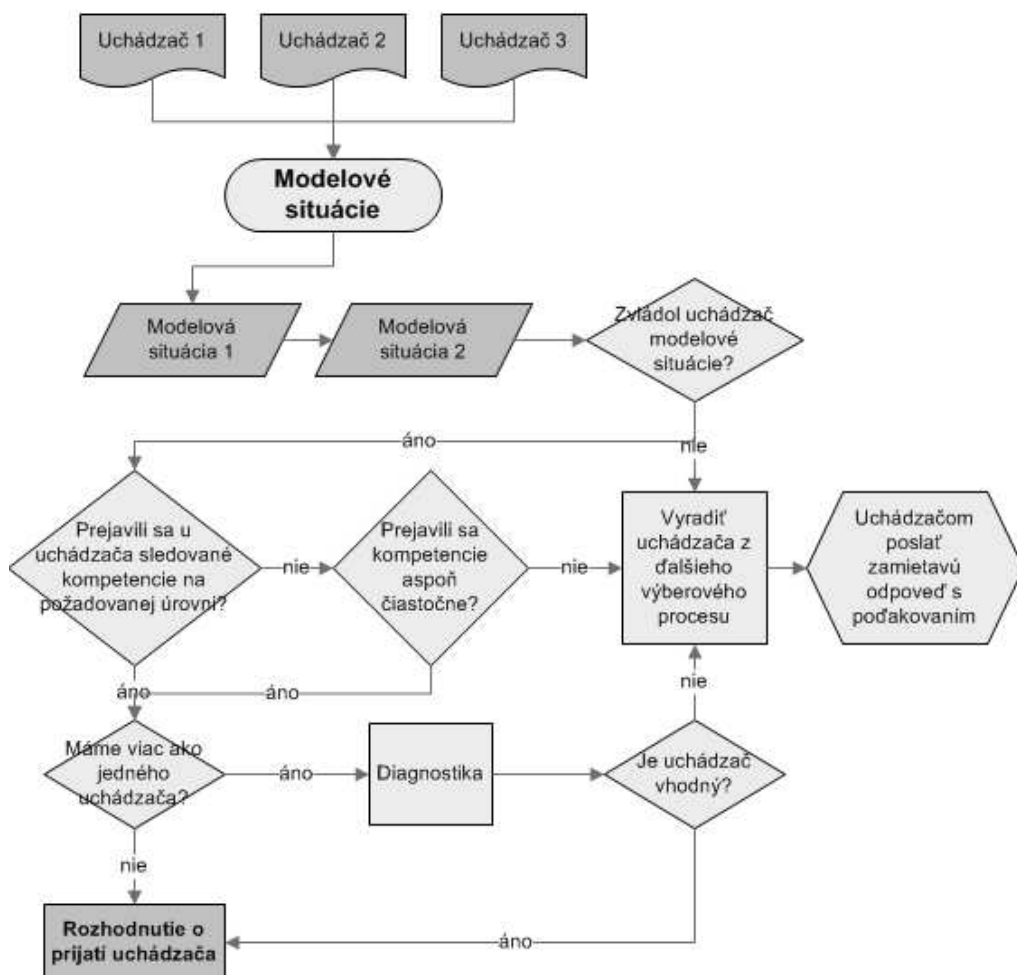 Uchádzač 1
Uchádzač 2
Uchádzač 3
Modelové
situácie
Modelová
situácia 1
Modelová
situácia 2
Zvládol uchádzač
modelové
situácie?
áno
nie
Prejavili sa u
uchádzača sledované
kompetencie na
požadovanej úrovni?
nie
Prejavili sa
kompetencie
aspoň
čiastočne?
nie
Vyradiť
uchádzača z
ďalšieho
výberového
procesu
Uchádzačom
poslať
zamietavú
odpoveď s
poďakovaním
áno
áno
nie
Máme viac ako
jedného
uchádzača?
áno
Diagnostika
Je uchádzač
vhodný?
nie
Rozhodnutie o
prijatí uchádzača
áno